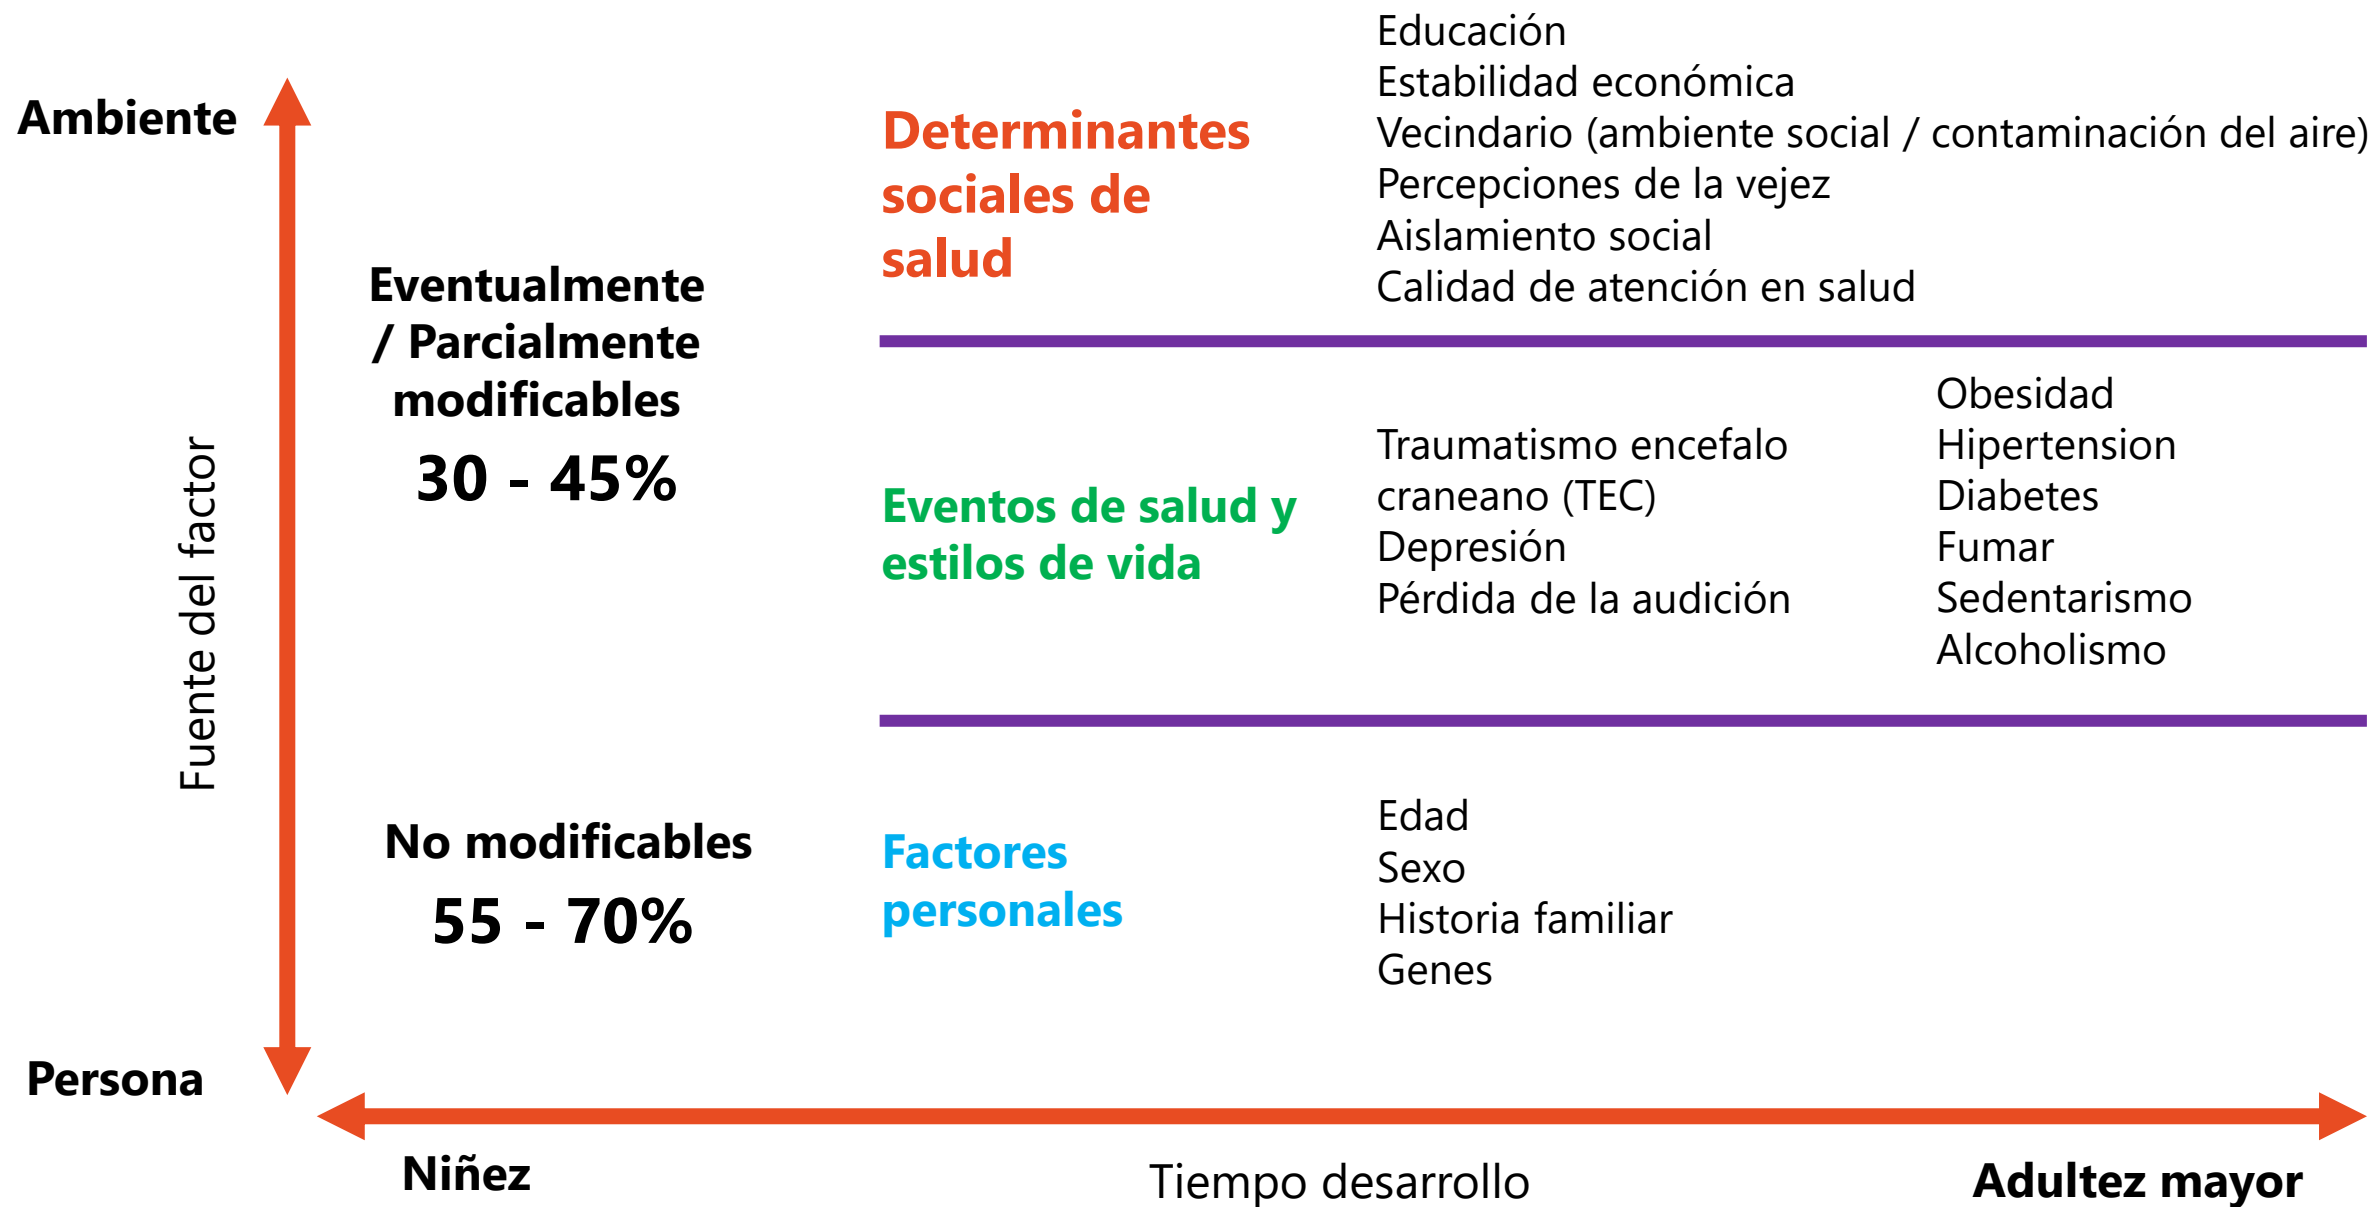 Ambiente
Fuente del factor
Persona
Eventualmente
/ Parcialmente
modificables
30 - 45%
No modificables
55 - 70%
Determinantes
sociales de
salud
Educación
Estabilidad económica
Vecindario (ambiente social / contaminación del aire)
Percepciones de la vejez
Aislamiento social
Calidad de atención en salud
Eventos de salud y
estilos de vida
Traumatismo encefalo
craneano (TEC)
Depresión
Pérdida de la audición
Obesidad
Hipertension
Diabetes
Fumar
Sedentarismo
Alcoholismo
Factores
personales
Edad
Sexo
Historia familiar
Genes
Niñez
Tiempo desarrollo
Adultez mayor